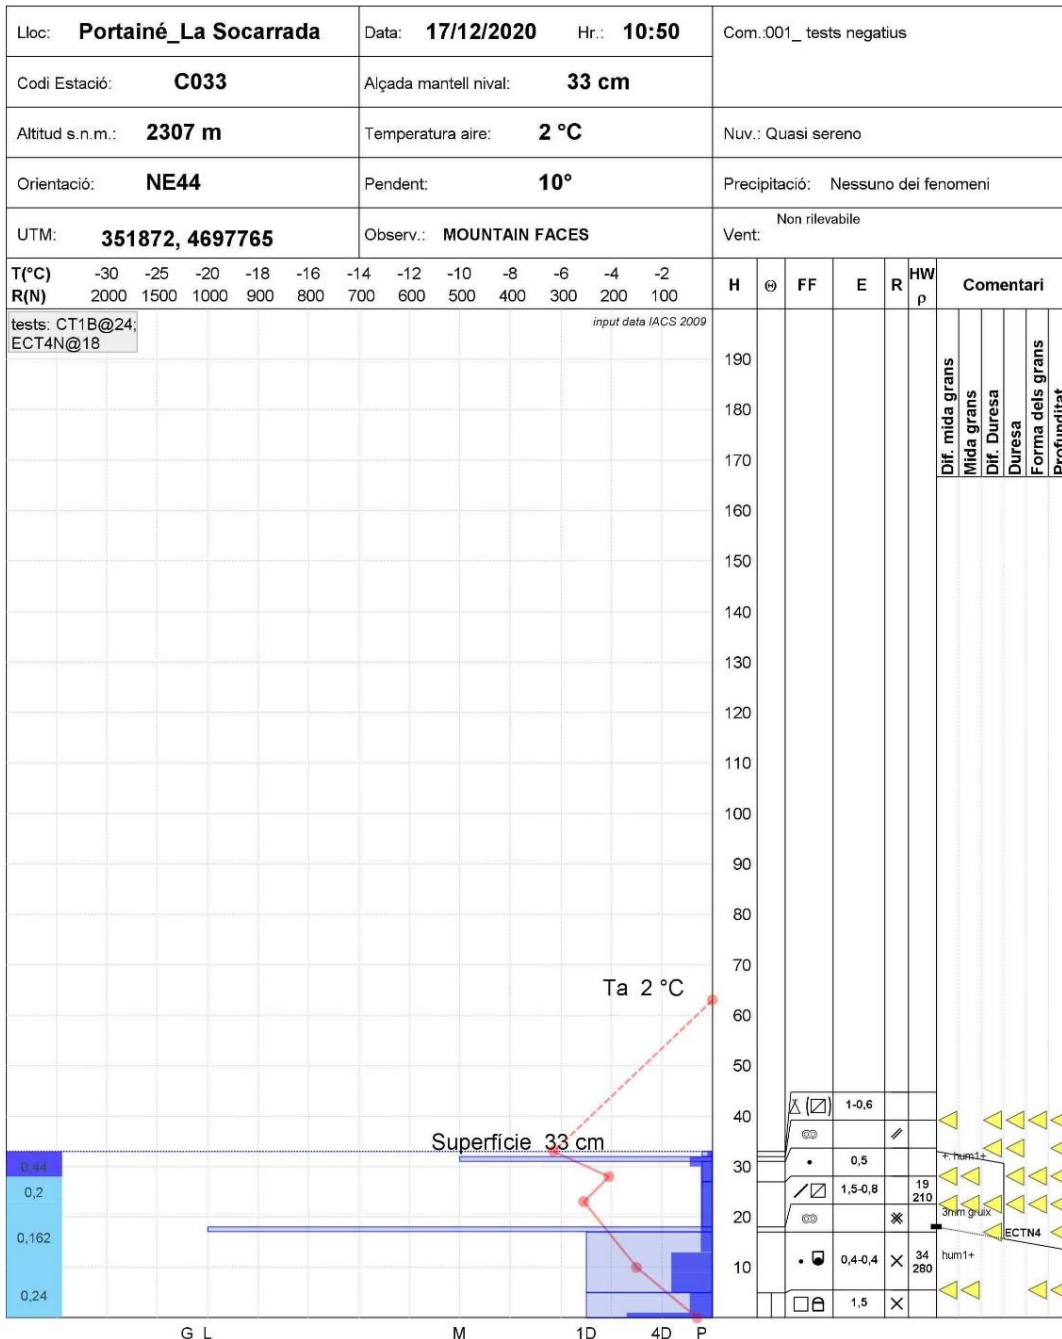 Lloc: Portainé_La Socarrada Data: 17/12/2020 Hr.: 10:50 Com.:001_ tests negatius
Codi Estació: C033 Alçada mantell nival: 33 cm
Altitud s.n.m.: 2307 m Temperatura aire: 2 °C Nuv.: Quasi sereno
Orientació: NE44 Pendent: 10° Precipitació: Nessuno dei fenomeni
UTM: 351872, 4697765 Observ.: MOUNTAIN FACES Vent: Non rilevabile
T(°C) -30 -25 -20 -18 -16 -14 -12 -10 -8 -6 -4 -2
R(N) 2000 1500 1000 900 800 700 600 500 400 300 200 100
H FF E R HW ρ Comentari
tests: CT1B@24;
ECT4N@18
input data IACS 2009
Dif. mida grans
Mida grans
Dif. Duresa
Duresa
Forma dels grans
Profunditat
190
180
170
160
150
140
130
120
110
100
90
80
70
Ta 2 °C
60
50
40
1-0,6
Superfície 33 cm
30
0,44
0,5
+. hum1+
0,2
1,5-0,8
19
210
20
3mm gruix
0,162
ECTN4
10
0,4-0,4
34
280
hum1+
0,24
1,5
G L M 1D 4D P